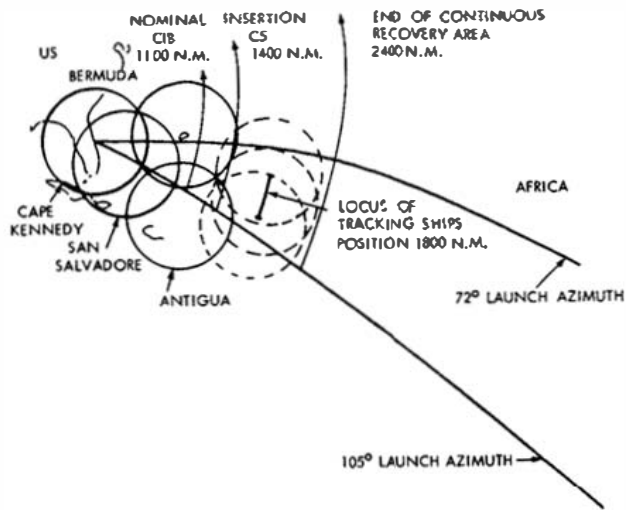 NOMINAL INSERTION
CIB
1100 N.M.
C5
1400 N.M.
END OF CONTINUOUS
RECOVERY AREA
2400 N.M.
US
BERMUDA
AFRICA
LOCUS OF
TRACKING SHIPS
POSITION 1800 N.M.
CAPE
KENNEDY
SAN
SALVADORE
ANTIGUA
72° LAUNCH AZIMUTH
105° LAUNCH AZIMUTH